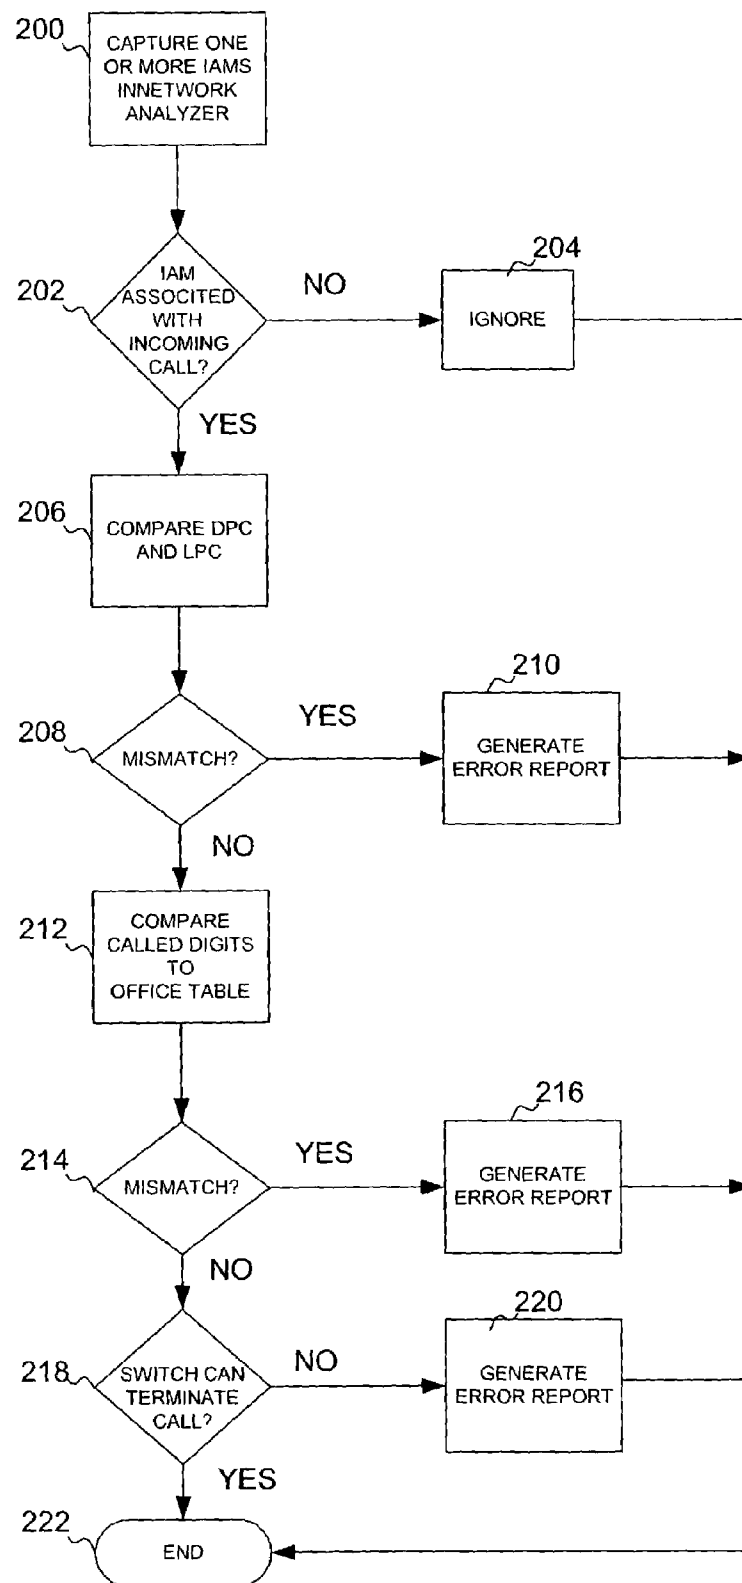 200
CAPTURE ONE
OR MORE IAMS
INNETWORK
ANALYZER
202
IAM
ASSOCITED
WITH
INCOMING
CALL?
NO
204
IGNORE
YES
206
COMPARE DPC
AND LPC
208
MISMATCH?
YES
210
GENERATE
ERROR REPORT
NO
212
COMPARE
CALLED DIGITS
TO
OFFICE TABLE
214
MISMATCH?
YES
216
GENERATE
ERROR REPORT
NO
218
SWITCH CAN
TERMINATE
CALL?
NO
220
GENERATE
ERROR REPORT
YES
222
END